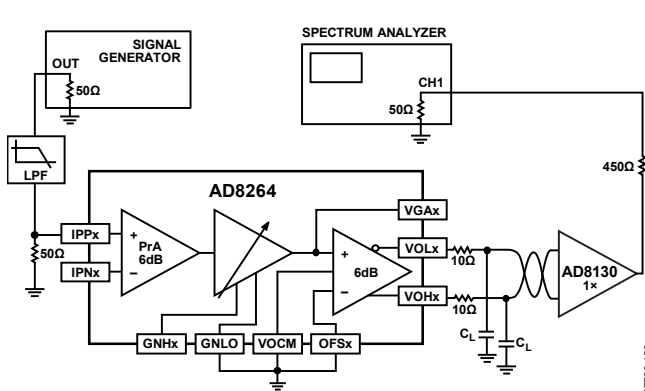 SIGNAL
GENERATOR
OUT
50Ω
SPECTRUM ANALYZER
CH1
50Ω
LPF
450Ω
AD8264
VGAx
IPPx
+
PrA
6dB
–
+
6dB
–
VOLx
10Ω
AD8130
1×
50Ω
IPNx
VOHx
10Ω
GNHx
GNLO
VOCM
OFSx
CL
CL